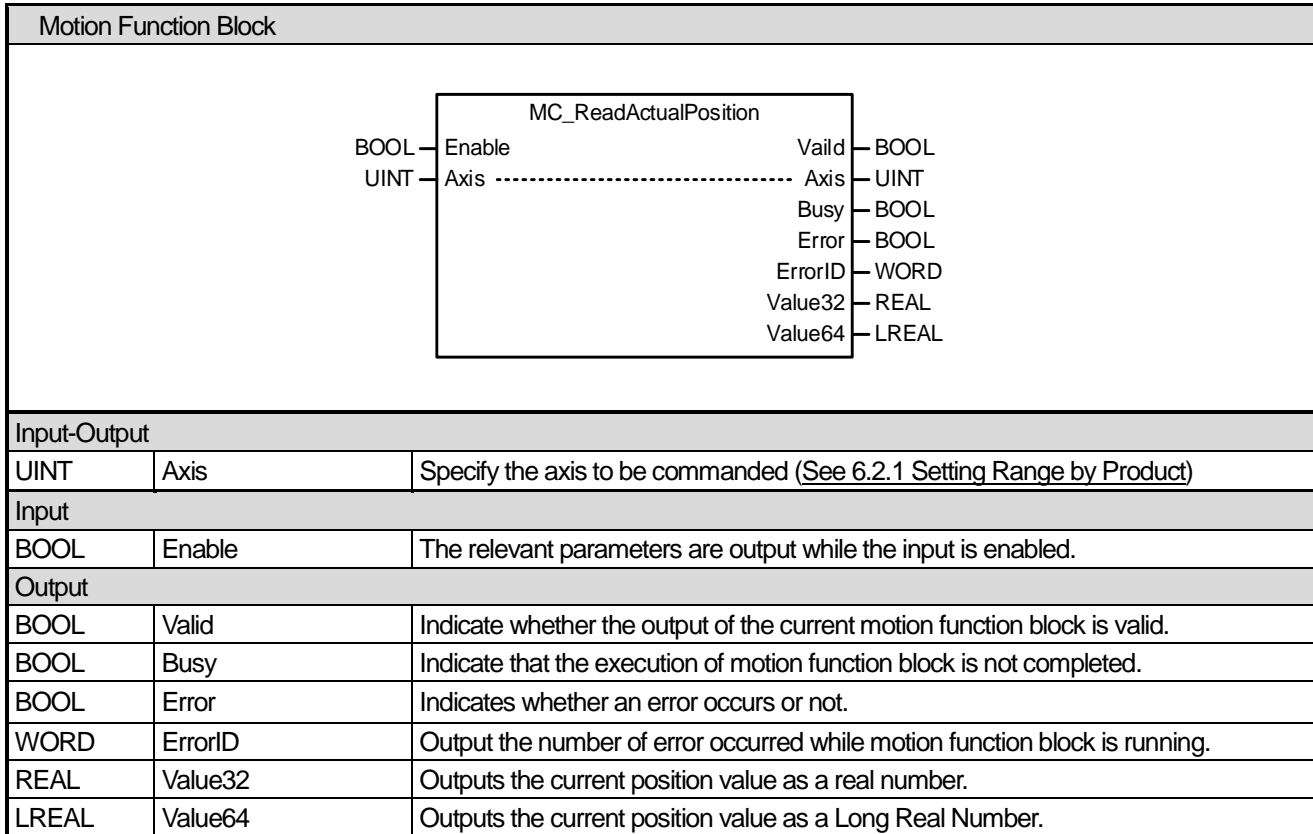 Motion Function Block
MC_ReadActualPosition
BOOL Enable Vaild BOOL
UINT Axis Axis UINT
Busy BOOL
Error BOOL
ErrorID WORD
Value32 REAL
Value64 LREAL
Input-Output
UINT Axis Specify the axis to be commanded (See 6.2.1 Setting Range by Product)
Input
BOOL Enable The relevant parameters are output while the input is enabled.
Output
BOOL Valid Indicate whether the output of the current motion function block is valid.
BOOL Busy Indicate that the execution of motion function block is not completed.
BOOL Error Indicates whether an error occurs or not.
WORD ErrorID Output the number of error occurred while motion function block is running.
REAL Value32 Outputs the current position value as a real number.
LREAL Value64 Outputs the current position value as a Long Real Number.